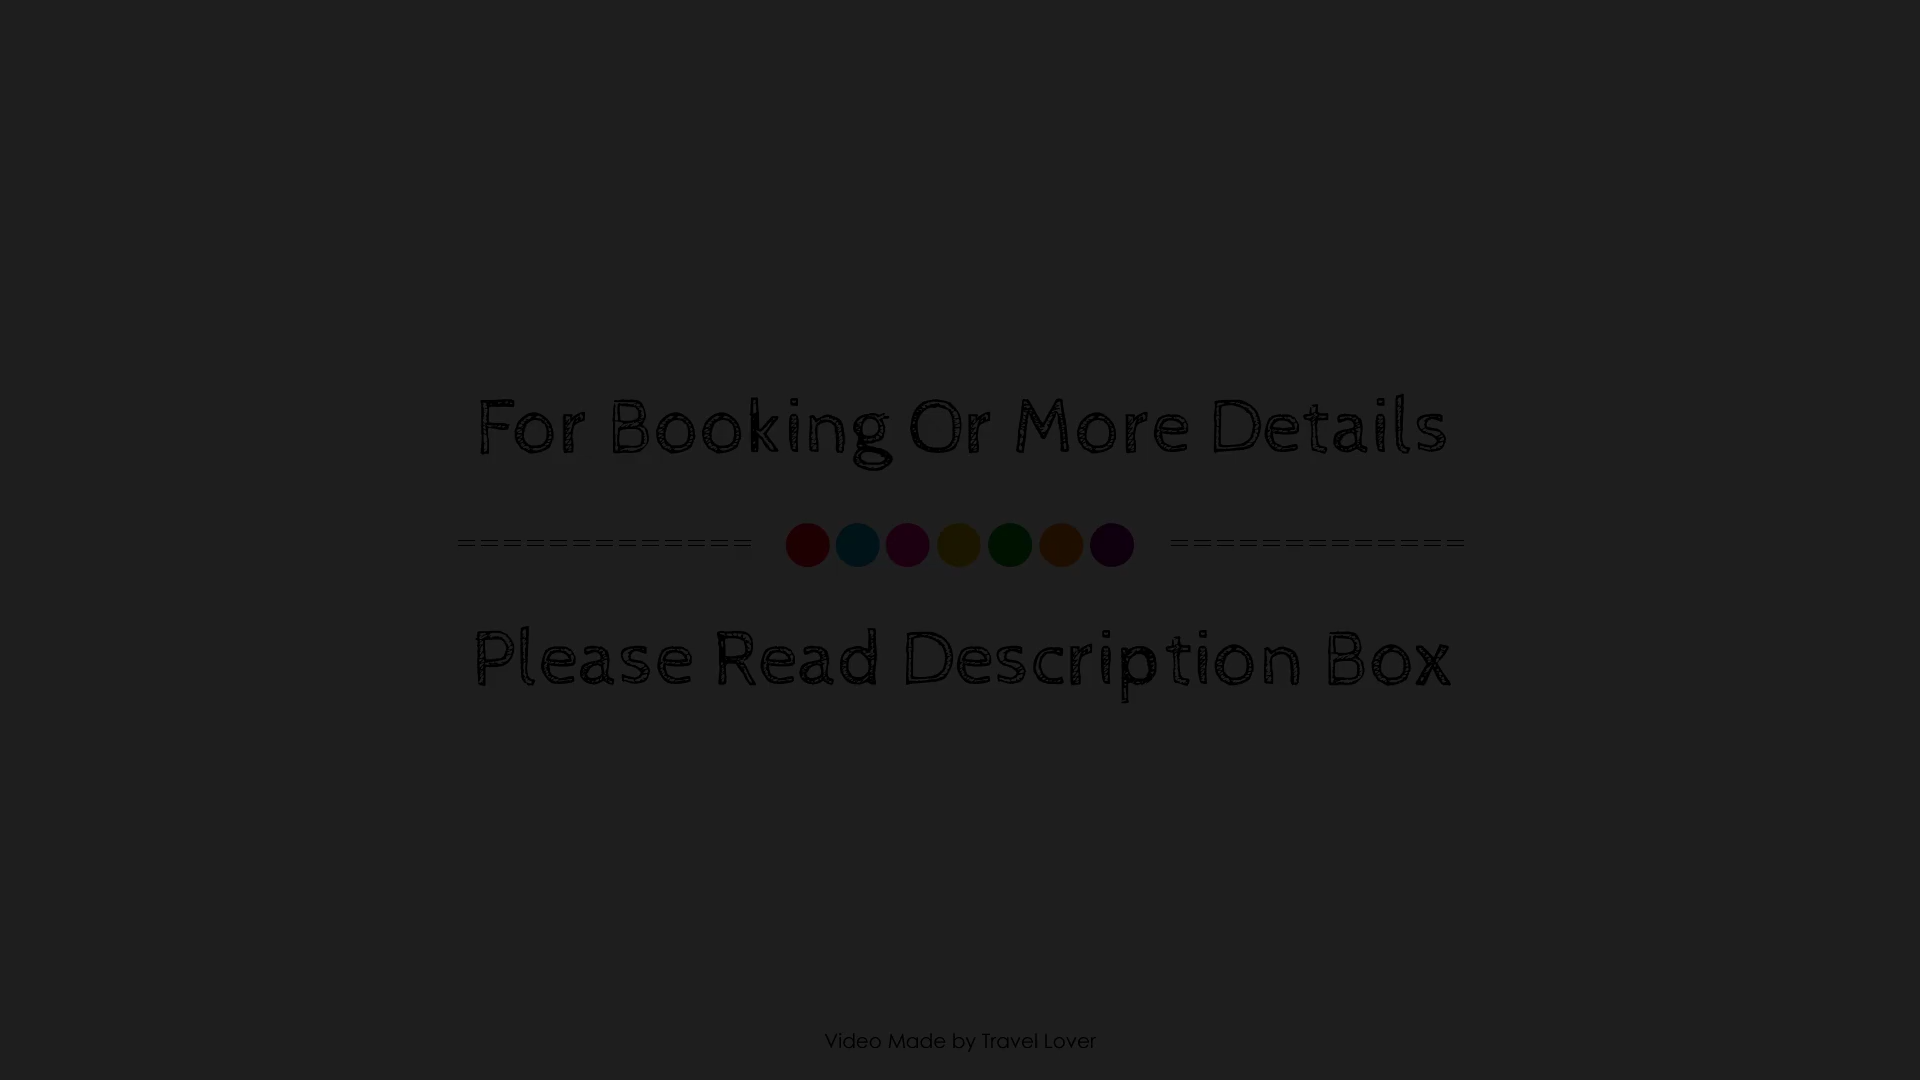 For Booking Or More Details
============= =============
Please Read Description Box
Video Made by Travel Lover